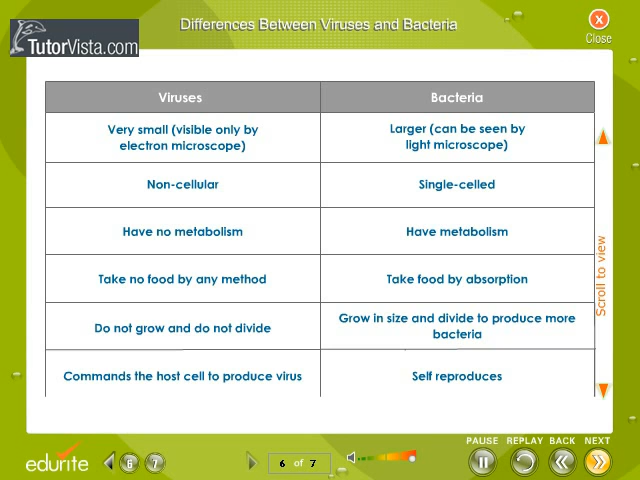 Differences Between Viruses and Bacteria
X
Close
TutorVista.com
Viruses
Bacteria
Very small (visible only by
electron microscope)
Larger (can be seen by
light microscope)
Non-cellular
Single-celled
Have no metabolism
Have metabolism
Take no food by any method
Take food by absorption
Do not grow and do not divide
Grow in size and divide to produce more
bacteria
Commands the host cell to produce virus
Self reproduces
Scroll to view
PAUSE REPLAY BACK NEXT
edurite
6 7
6 of 7